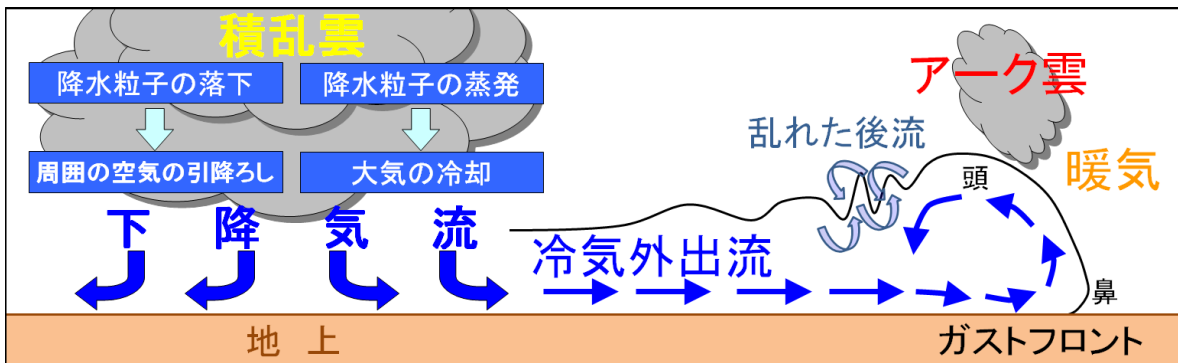 積乱雲
降水粒子の落下
降水粒子の蒸発
周囲の空気の引降ろし
大気の冷却
下降気流
冷気外出流
乱れた後流
アーク雲
暖気
頭
鼻
地上
ガストフロント